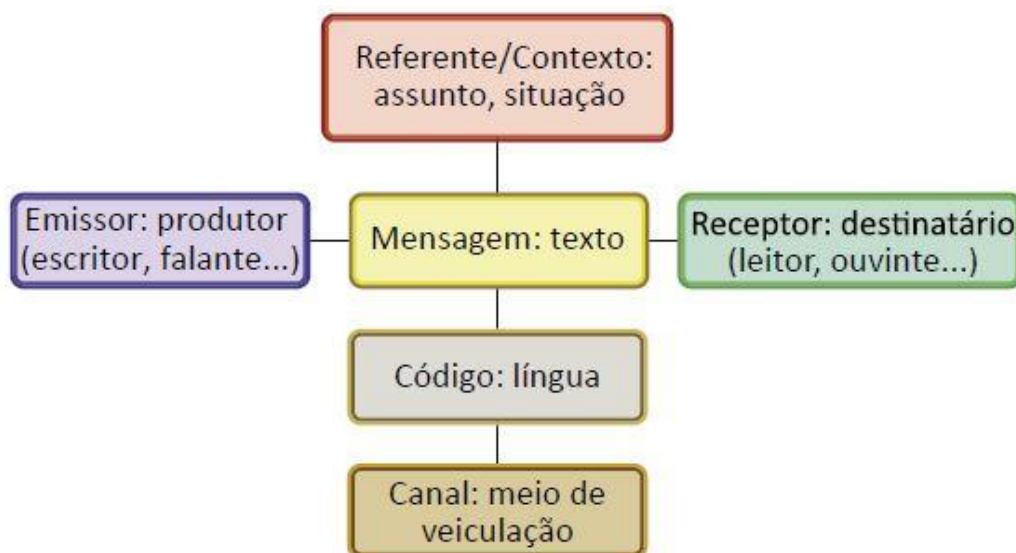 Referente/Contexto:
assunto, situação
Emissor: produtor
(escritor, falante...)
Mensagem: texto
Receptor: destinatário
(leitor, ouvinte...)
Código: língua
Canal: meio de
veiculação